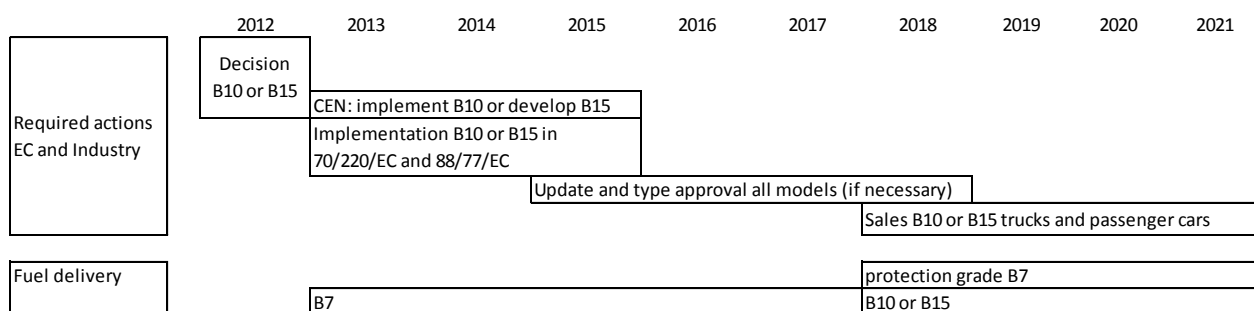 2012 2013 2014 2015 2016 2017 2018 2019 2020 2021
Decision
B10 or B15
CEN: implement B10 or develop B15
Required actions
EC and Industry
Implementation B10 or B15 in
70/220/EC and 88/77/EC
Update and type approval all models (if necessary)
Sales B10 or B15 trucks and passenger cars
Fuel delivery
protection grade B7
B7
B10 or B15